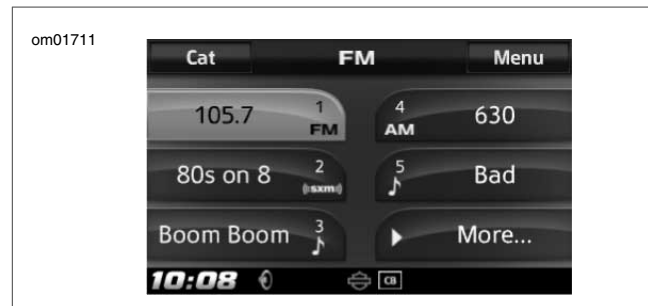 om01711
Cat FM Menu
105.7 1 FM
4 AM 630
80s on 8 2 ((sxm))
5 Bad
Boom Boom 3
More...
10:08 CB